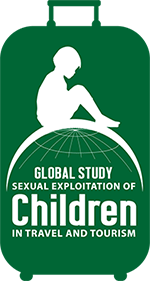 GLOBAL STUDY
SEXUAL EXPLOITATION OF
Children
IN TRAVEL AND TOURISM